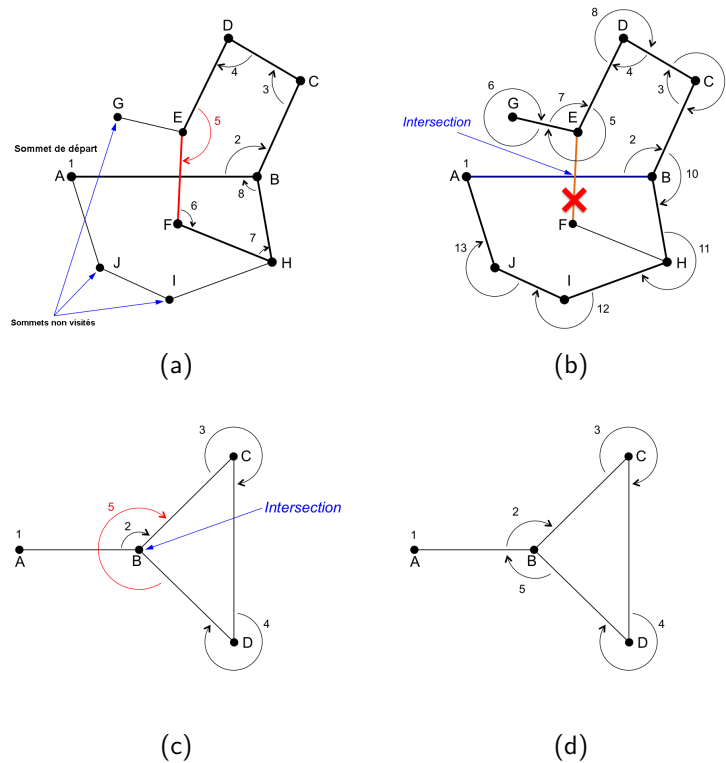 D
8
D
4
C
3
4
C
3
G
E
5
6
G
7
E
5
Intersection
Sommet de départ
2
2
1
A
B
8
1
A
B
10
F
6
F
7
H
11
H
J
I
13
J
I
12
Sommets non visités
(a)
(b)
3
C
3
C
5
2
Intersection
2
1
A
B
1
A
B
5
4
D
4
D
(c)
(d)